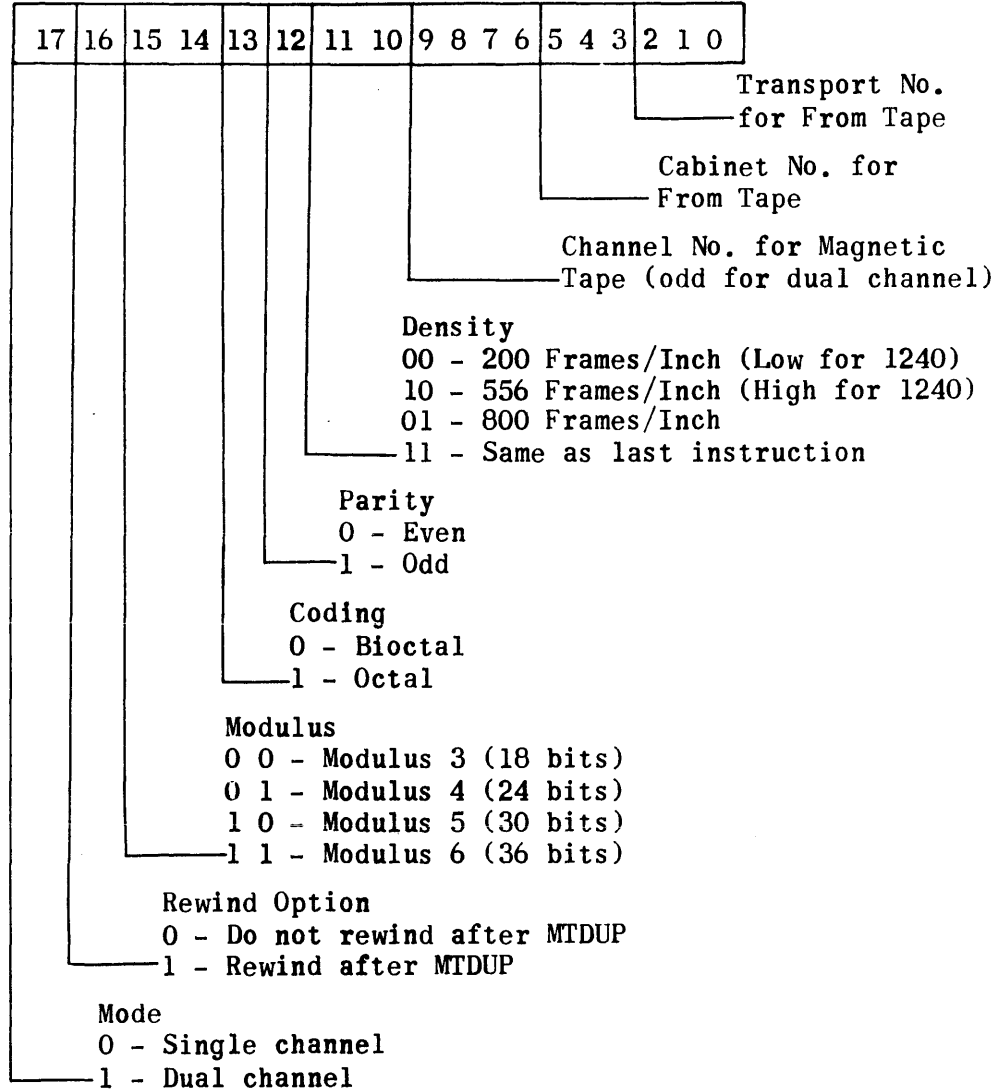 17 16 15 14 13 12 11 10 9 8 7 6 5 4 3 2 1 0
Transport No.
for From Tape
Cabinet No. for
From Tape
Channel No. for Magnetic
Tape (odd for dual channel)
Density
00 - 200 Frames/Inch (Low for 1240)
10 - 556 Frames/Inch (High for 1240)
01 - 800 Frames/Inch
11 - Same as last instruction
Parity
0 - Even
1 - Odd
Coding
0 - Bioctal
1 - Octal
Modulus
0 0 - Modulus 3 (18 bits)
0 1 - Modulus 4 (24 bits)
1 0 - Modulus 5 (30 bits)
1 1 - Modulus 6 (36 bits)
Rewind Option
0 - Do not rewind after MTDUP
1 - Rewind after MTDUP
Mode
0 - Single channel
1 - Dual channel